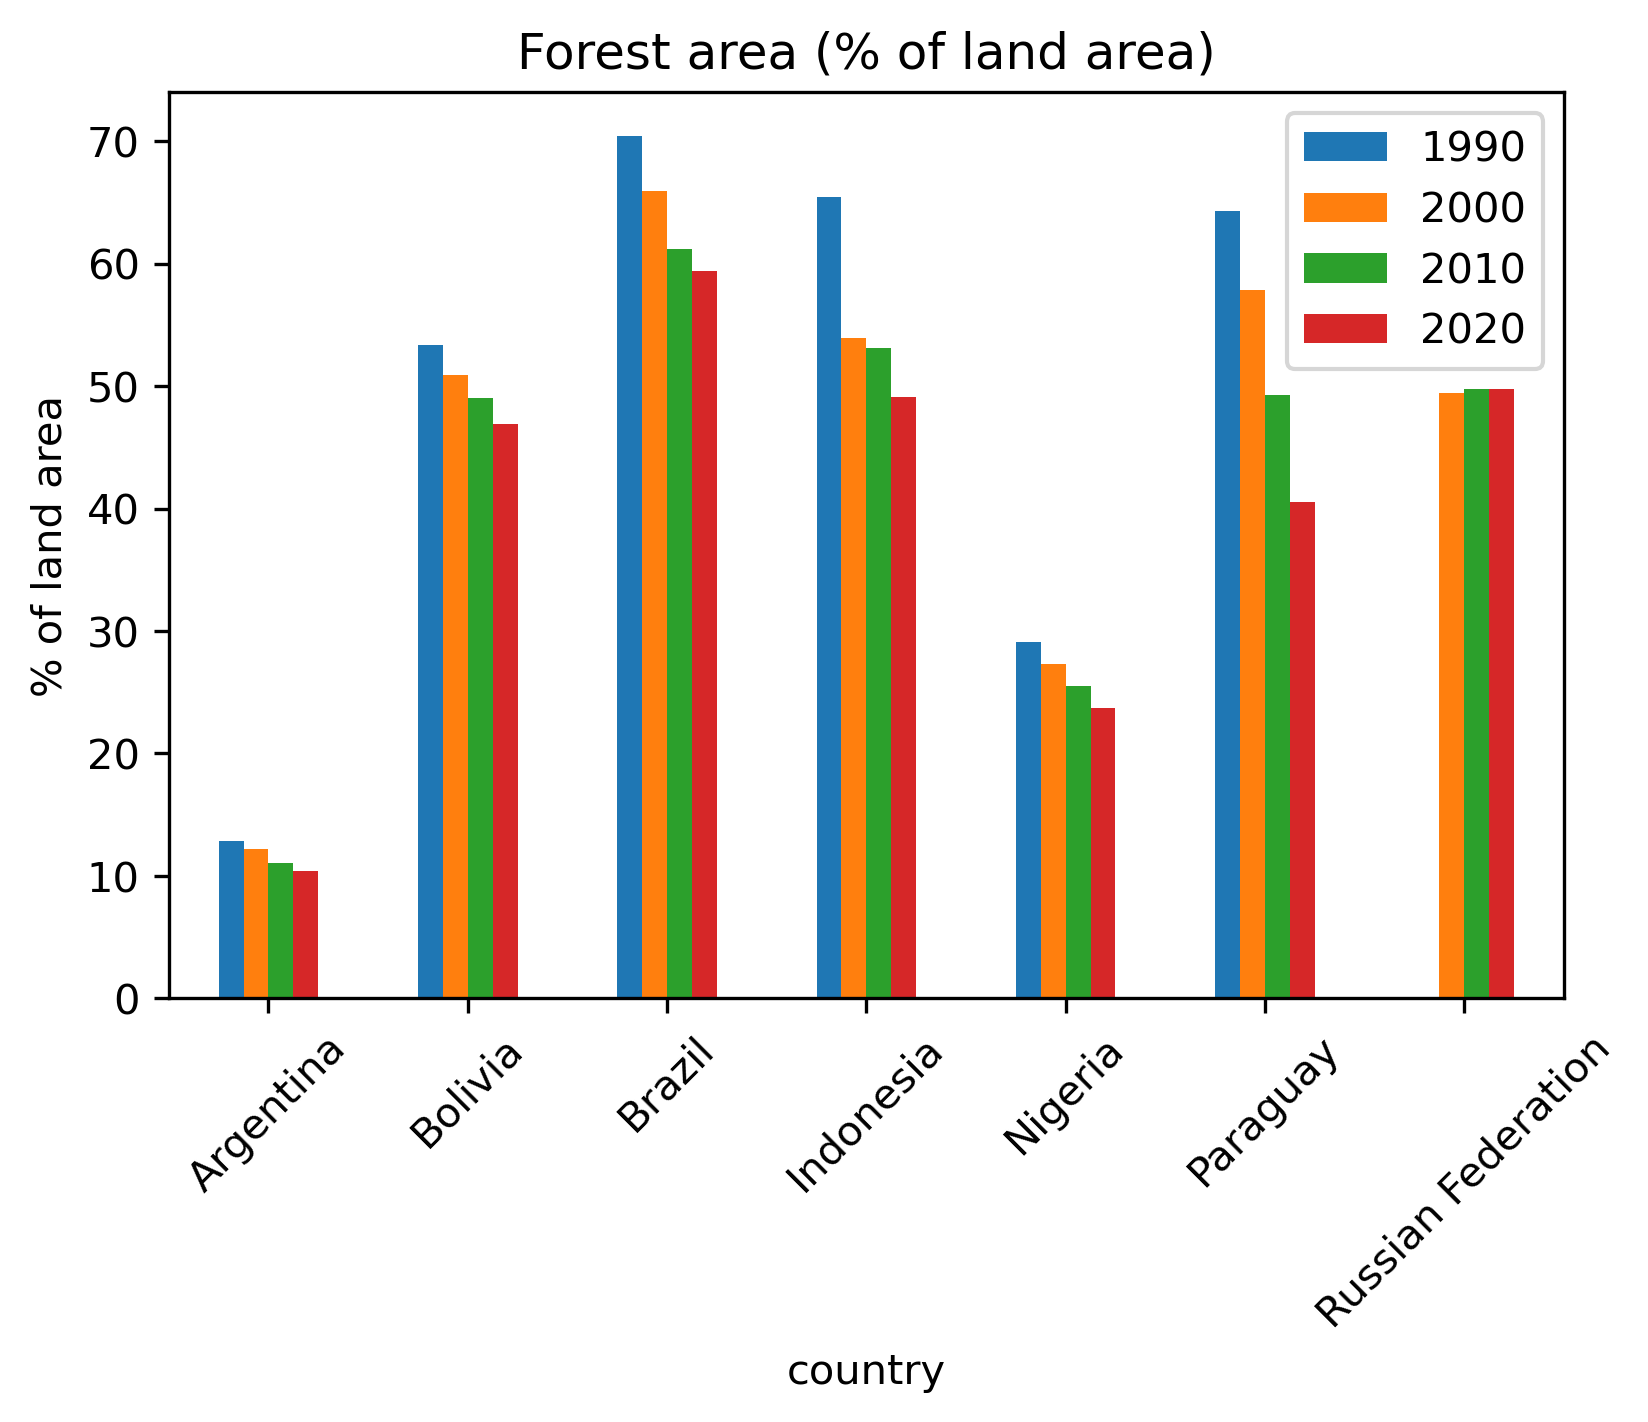 Forest area (% of land area)
1990
2000
2010
2020
70
60
50
40
30
20
10
0
% of land area
Argentina
Bolivia
Brazil
Indonesia
Nigeria
Paraguay
Russian Federation
country